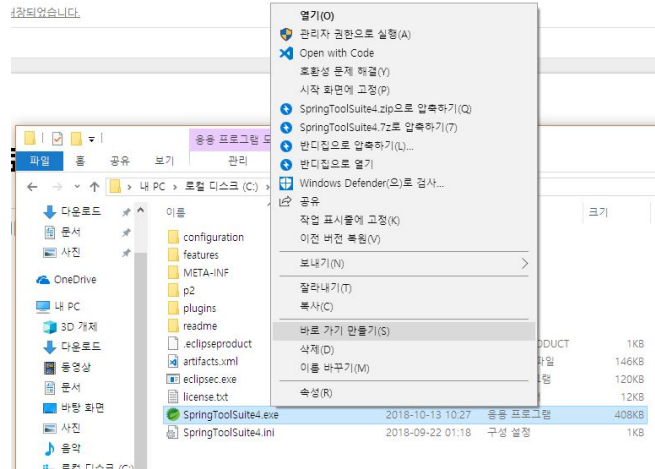 저장되었습니다.
열기(O)
관리자 권한으로 실행(A)
Open with Code
호환성 문제 해결(Y)
시작 화면에 고정(P)
SpringToolSuite4.zip으로 압축하기(Q)
SpringToolSuite4.7z로 압축하기(7)
반디집으로 압축하기(L)...
반디집으로 열기
Windows Defender(으)로 검사...
공유
작업 표시줄에 고정(K)
이전 버전 복원(V)
보내기(N)
잘라내기(T)
복사(C)
바로 가기 만들기(S)
삭제(D)
이름 바꾸기(M)
속성(R)
응용 프로그램
파일 홈 공유 보기 관리
내 PC › 로컬 디스크 (C:) ›
이름 크기
다운로드
문서
사진
OneDrive
내 PC
3D 개체
다운로드
동영상
문서
바탕 화면
사진
음악
로컬 디스크 (C:)
configuration
features
META-INF
p2
plugins
readme
.eclipseproduct 1KB
artifacts.xml 146KB
eclipsec.exe 120KB
license.txt 12KB
SpringToolSuite4.exe 2018-10-13 10:27 응용 프로그램 408KB
SpringToolSuite4.ini 2018-09-22 01:18 구성 설정 1KB